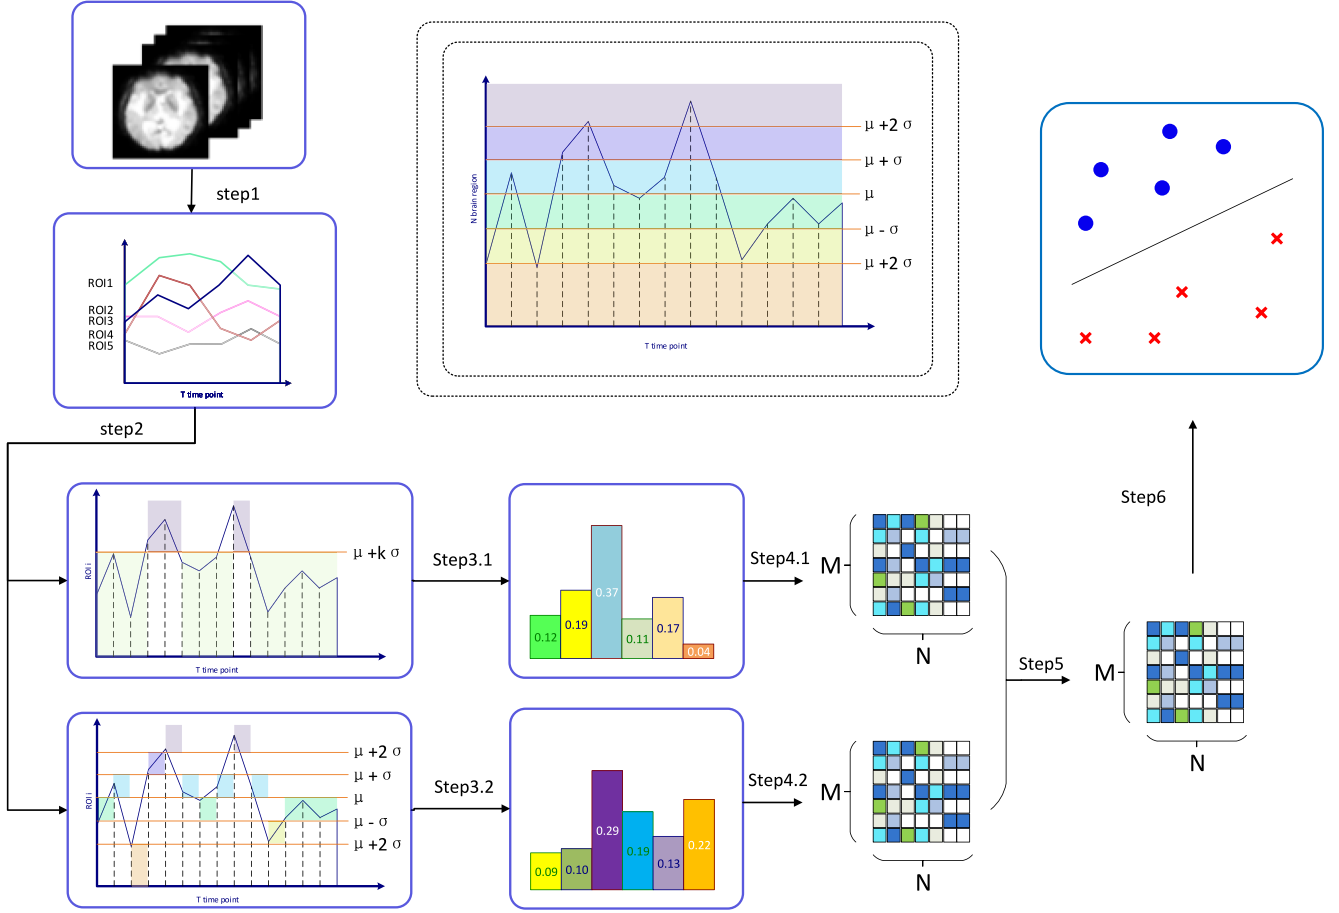 step1
ROI1
ROI2
ROI3
ROI4
ROI5
T time point
N brain region
μ +2 σ
μ + σ
μ
μ - σ
μ +2 σ
T time point
step2
ROI i
μ +k σ
T time point
Step3.1
0.12
0.19
0.37
0.11
0.17
0.04
Step4.1
M
N
ROI i
μ +2 σ
μ + σ
μ
μ - σ
μ +2 σ
T time point
Step3.2
0.09
0.10
0.29
0.19
0.13
0.22
Step4.2
M
N
Step5
M
N
Step6